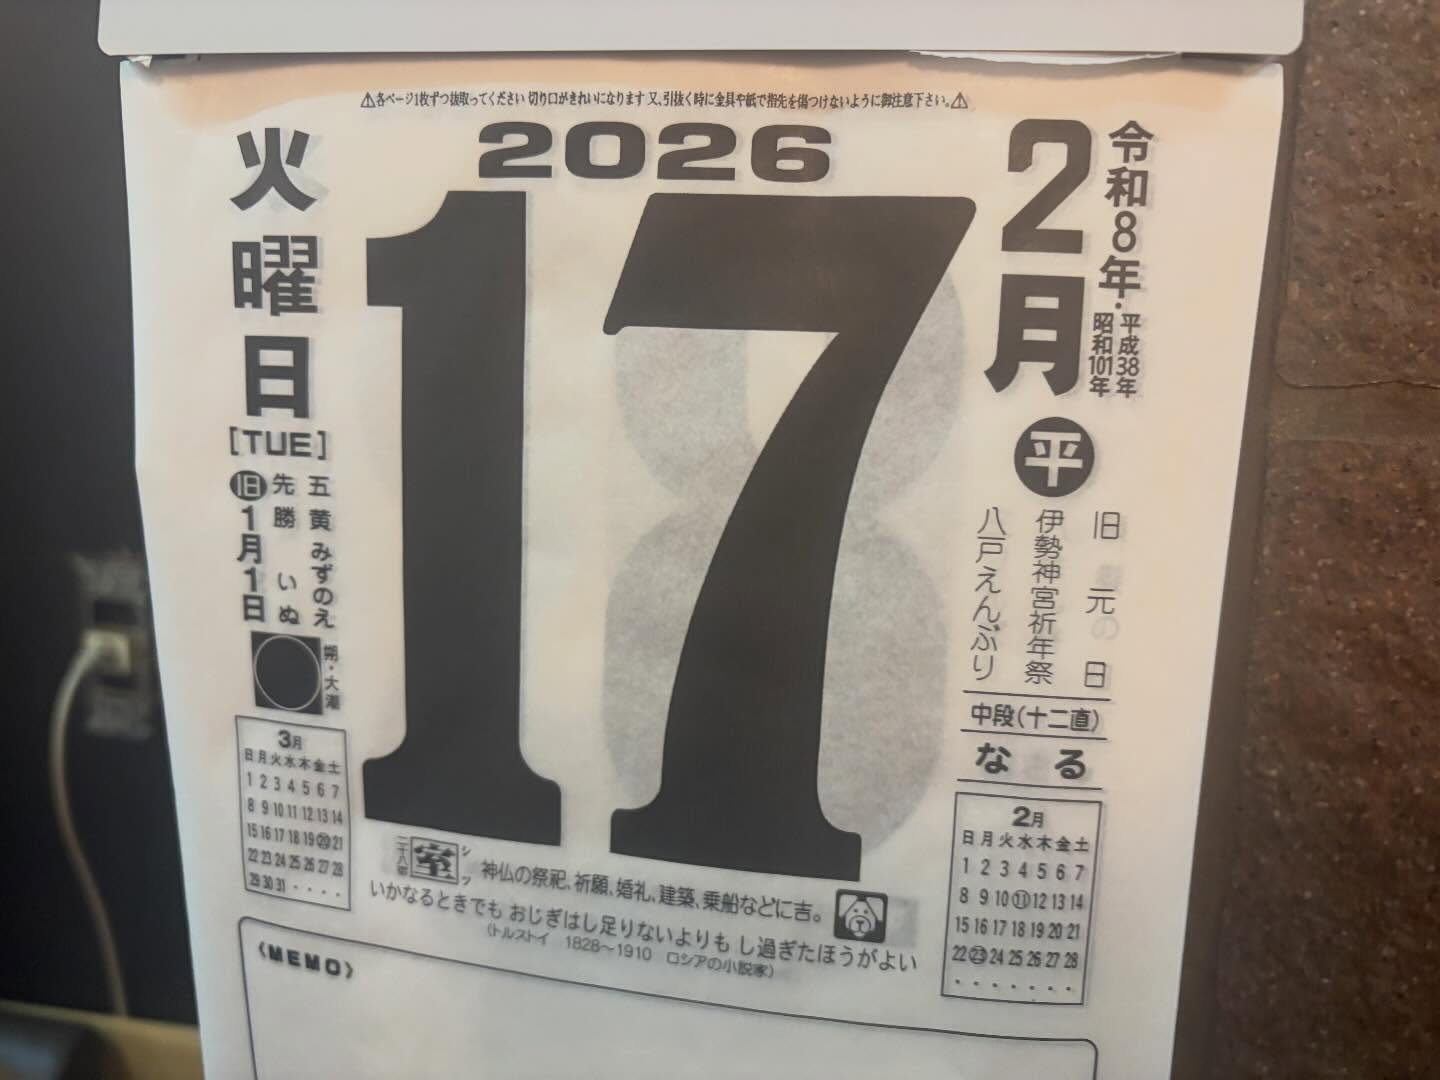 ⚠各ページ1枚ずつ抜取ってください 切り口がきれいになります 又、引抜く時に金具や紙で指先を傷つけないように御注意下さい。⚠
2026
2月
令和8年・
平成38年
昭和101年
17
火曜日
[TUE]
五黄 みずのえ
先勝 いぬ
旧1月1日
朔・大潮
平
旧元日
伊勢神宮祈年祭
八戸えんぶり
中段(十二直)
なる
3月
日月火水木金土
1 2 3 4 5 6 7
8 9 10 11 12 13 14
15 16 17 18 19 20 21
22 23 24 25 26 27 28
29 30 31 ・ ・ ・ ・
2月
日月火水木金土
1 2 3 4 5 6 7
8 9 10 11 12 13 14
15 16 17 18 19 20 21
22 23 24 25 26 27 28
・ ・ ・ ・ ・ ・ ・
二十八宿 室 シツ 神仏の祭祀、祈願、婚礼、建築、乗船などに吉。
いかなるときでも おじぎはし足りないよりも し過ぎたほうがよい
(トルストイ 1828〜1910 ロシアの小説家)
〈MEMO〉